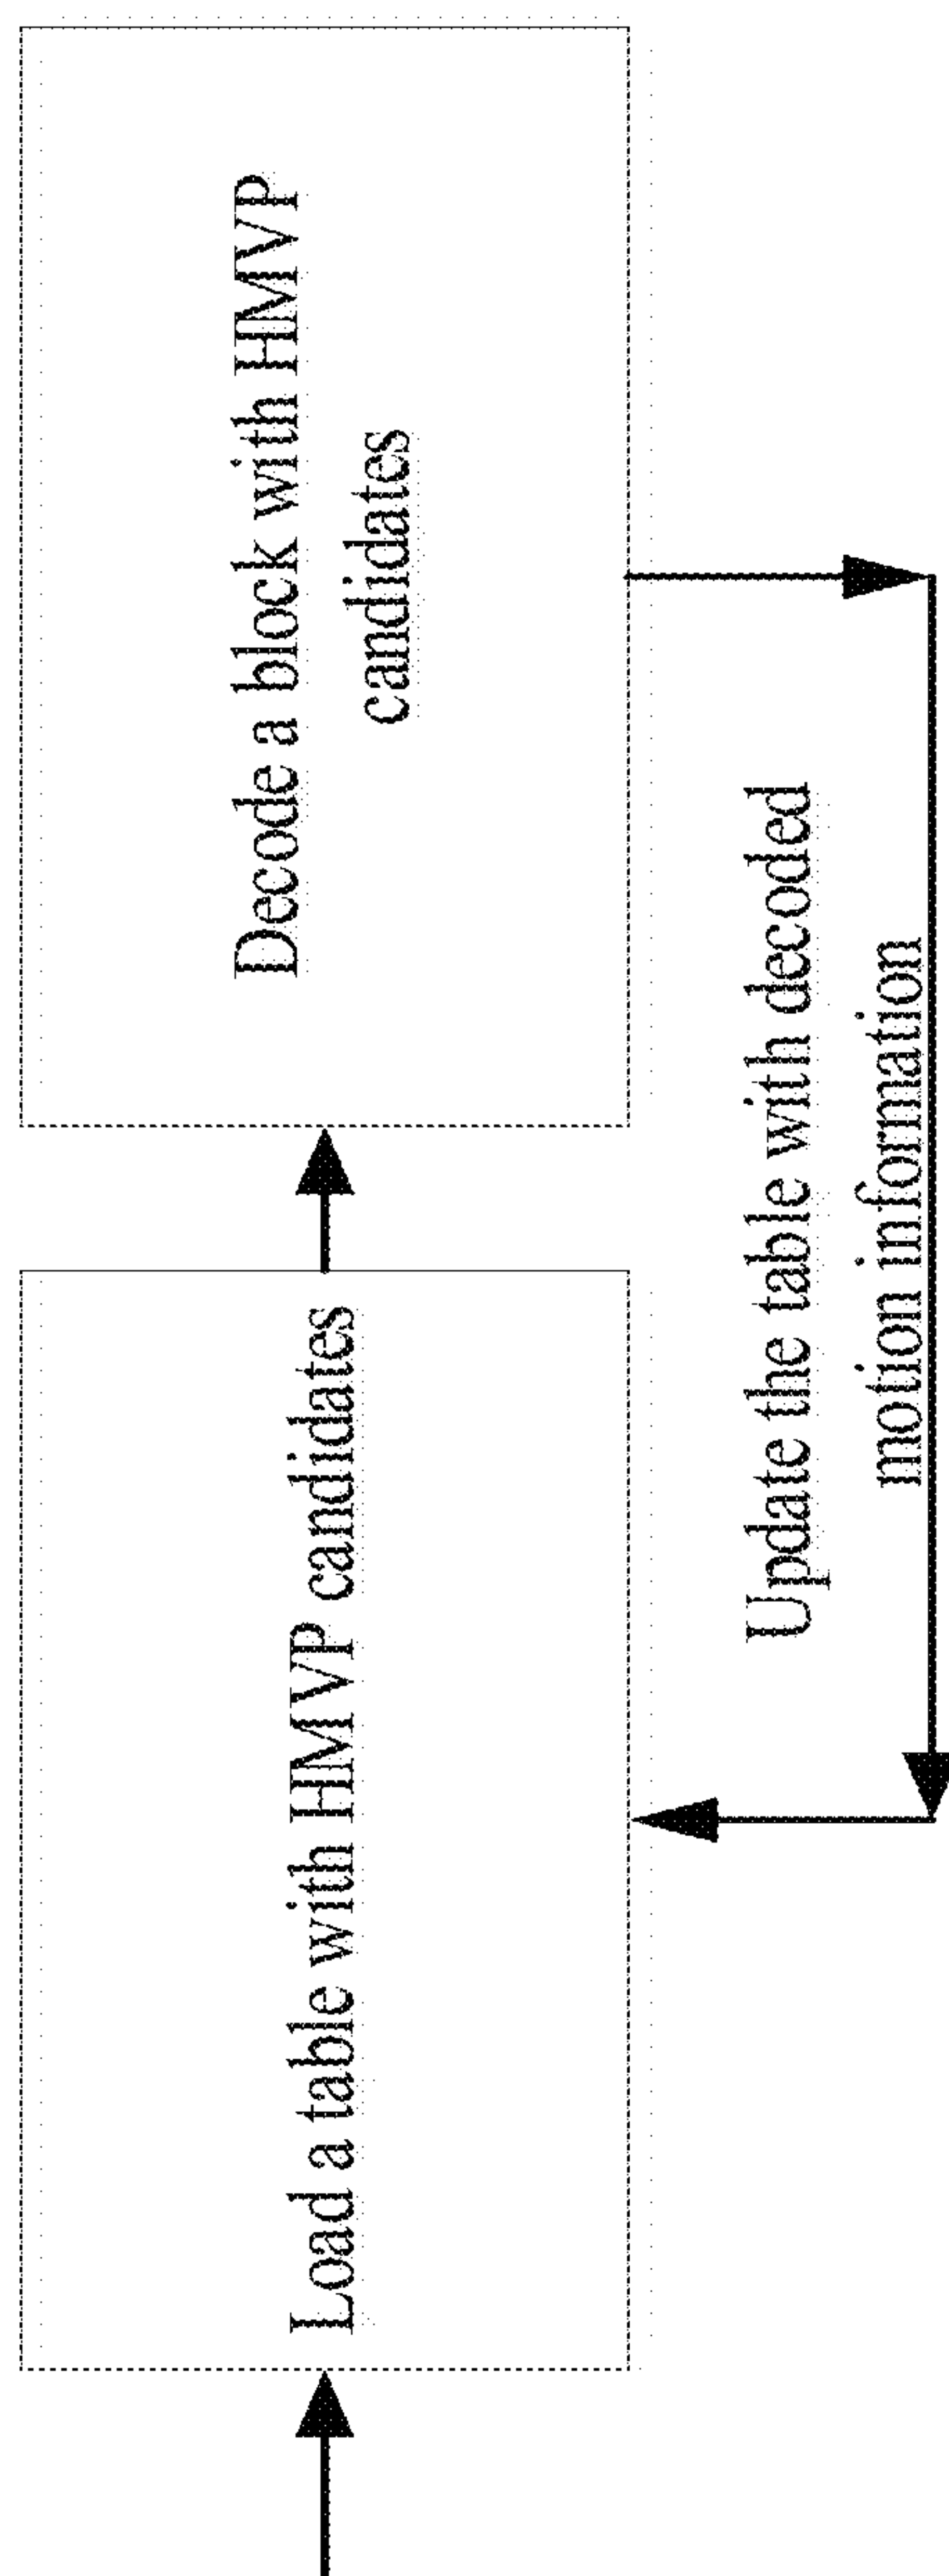 Load a table with HMVP candidates
Decode a block with HMVP
candidates
Update the table with decoded
motion information